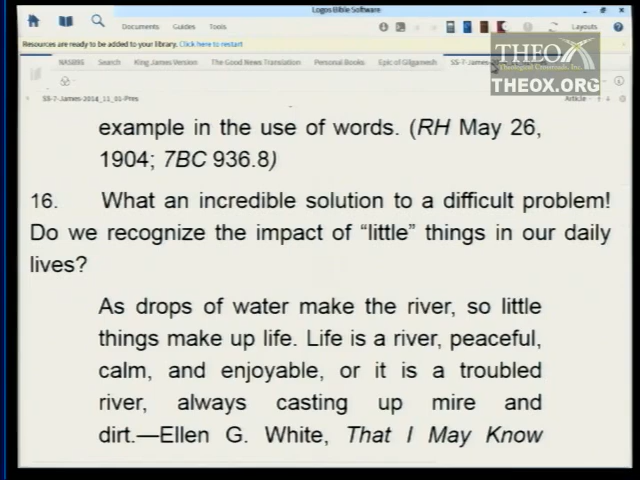 Logos Bible Software
Documents Guides Tools
Layouts
Resources are ready to be added to your library. Click here to restart
NASB95 Search King James Version The Good News Translation Personal Books Epic of Gilgamesh
THEOX
THEOX.ORG
SS-7-James-2014_11_01-Pres
Article
example in the use of words. (RH May 26,
1904; 7BC 936.8)
16. What an incredible solution to a difficult problem!
Do we recognize the impact of “little” things in our daily
lives?
As drops of water make the river, so little
things make up life. Life is a river, peaceful,
calm, and enjoyable, or it is a troubled
river, always casting up mire and
dirt.—Ellen G. White, That I May Know